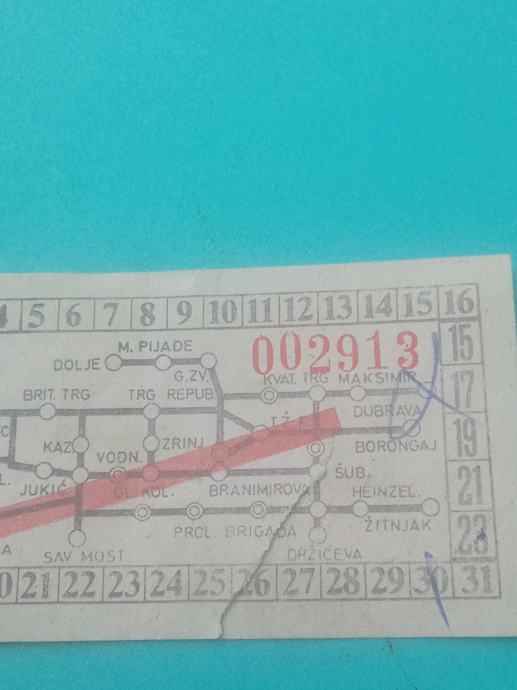 4 5 6 7 8 9 10 11 12 13 14 15 16
002913
15
M. PIJADE
DOLJE
G.ZV.
KVAT. TRG MAKSIMIR
17
BRIT. TRG TRG REPUB.
DUBRAVA
19
KAZ. ZRINJ
BORONGAJ
VODN.
ŠUB.
21
JUKIĆ GL. KOL. BRANIMIROVA HEINZEL.
PROL. BRIGADA ŽITNJAK
23
SAV. MOST DRŽIĆEVA
21 22 23 24 25 26 27 28 29 30 31